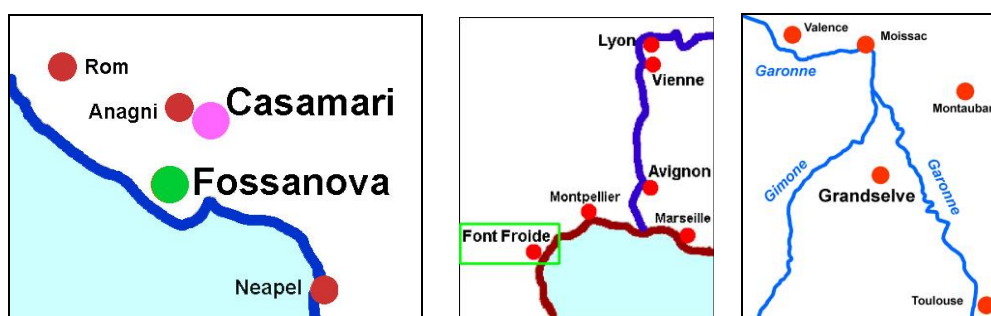 Rom
Anagni
Casamari
Fossanova
Neapel
Lyon
Vienne
Avignon
Montpellier
Marseille
Font Froide
Valence
Moissac
Garonne
Montauban
Gimone
Garonne
Grandselve
Toulouse